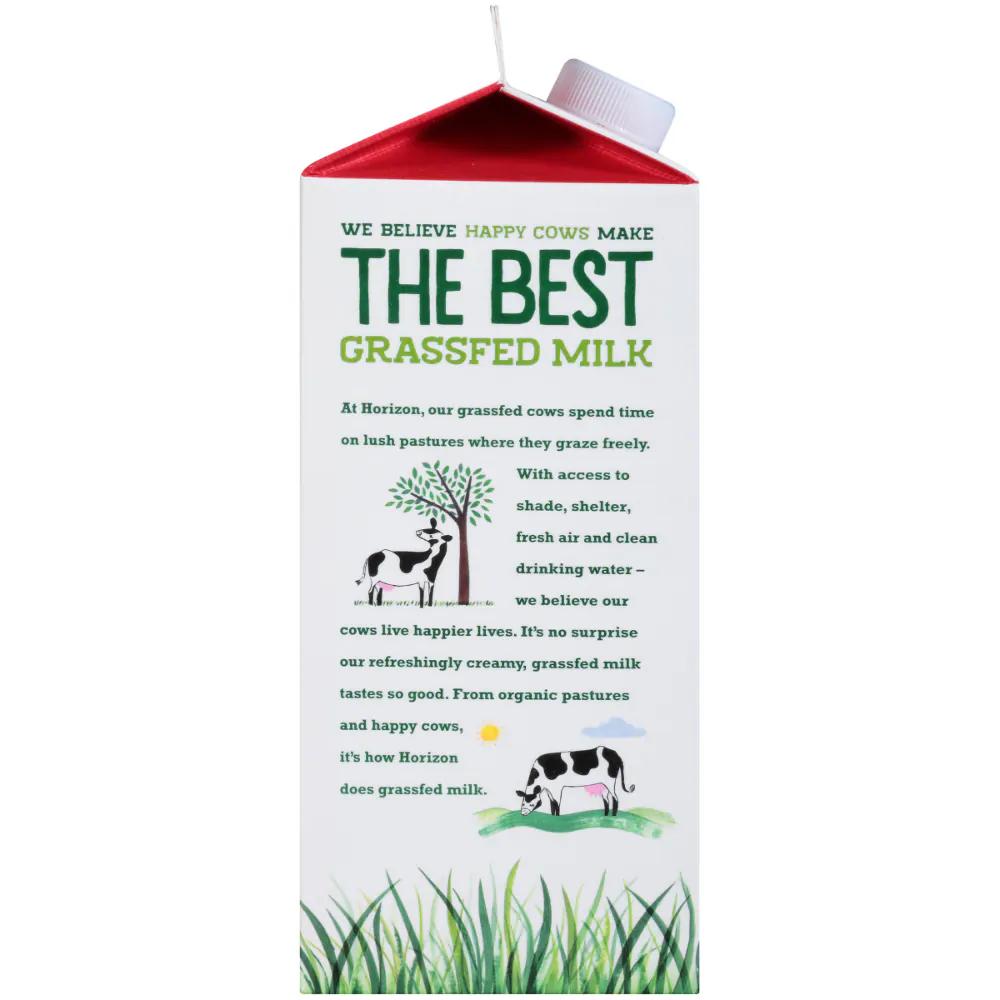 WE BELIEVE HAPPY COWS MAKE
THE BEST
GRASSFED MILK
At Horizon, our grassfed cows spend time
on lush pastures where they graze freely.
With access to
shade, shelter,
fresh air and clean
drinking water –
we believe our
cows live happier lives. It's no surprise
our refreshingly creamy, grassfed milk
tastes so good. From organic pastures
and happy cows,
it's how Horizon
does grassfed milk.